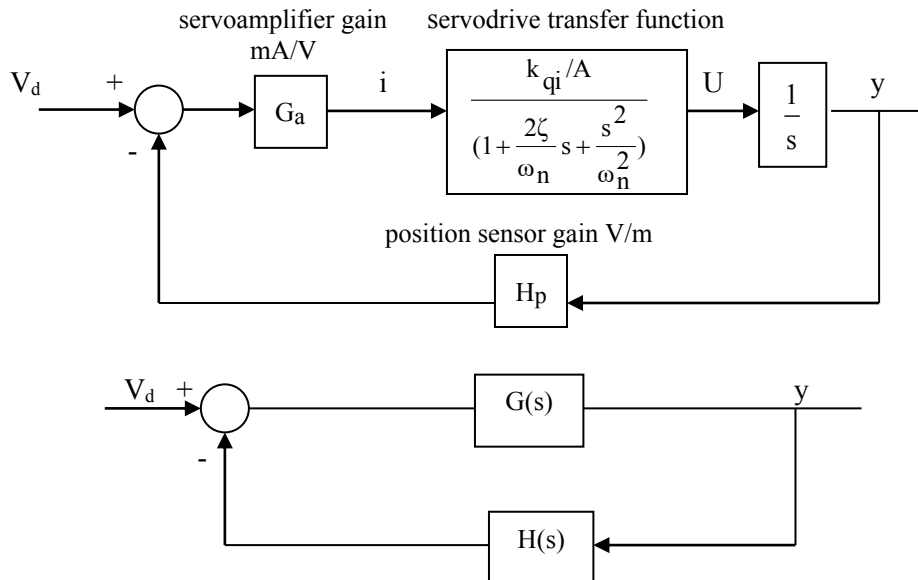 servoamplifier gain
mA/V
servodrive transfer function
V_d
+
-
G_a
i
k_qi /A
(1+ 2ζ/ω_n s + s^2/ω_n^2)
U
1
s
y
position sensor gain V/m
H_p
V_d
+
-
G(s)
y
H(s)